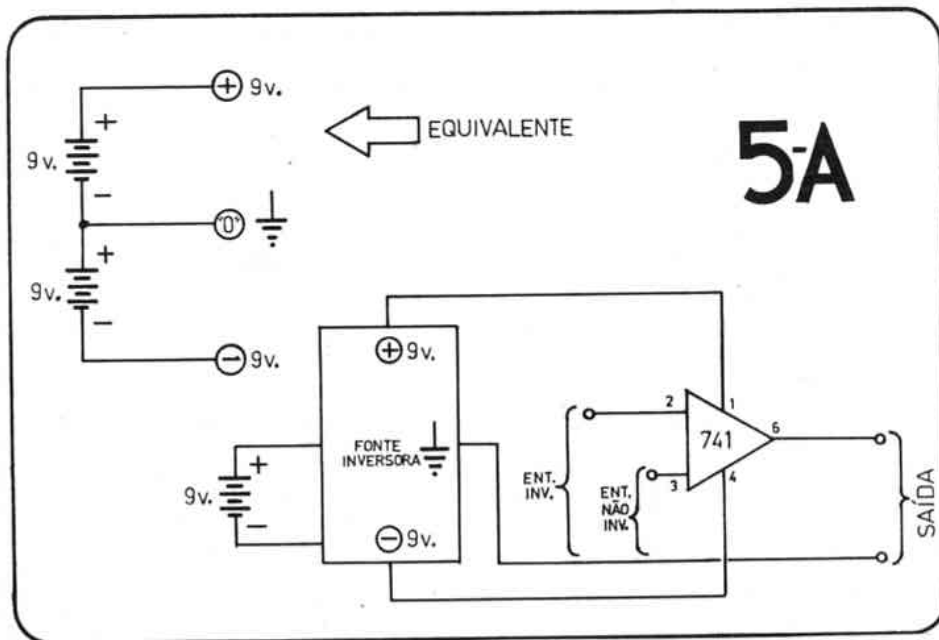 + 9v.
EQUIVALENTE
5-A
+
9v.
−
"0"
+
9v.
−
− 9v.
+ 9v.
2
1
741
6
3
4
FONTE
INVERSORA
+
9v.
−
− 9v.
ENT.
INV.
ENT.
NÃO
INV.
SAÍDA